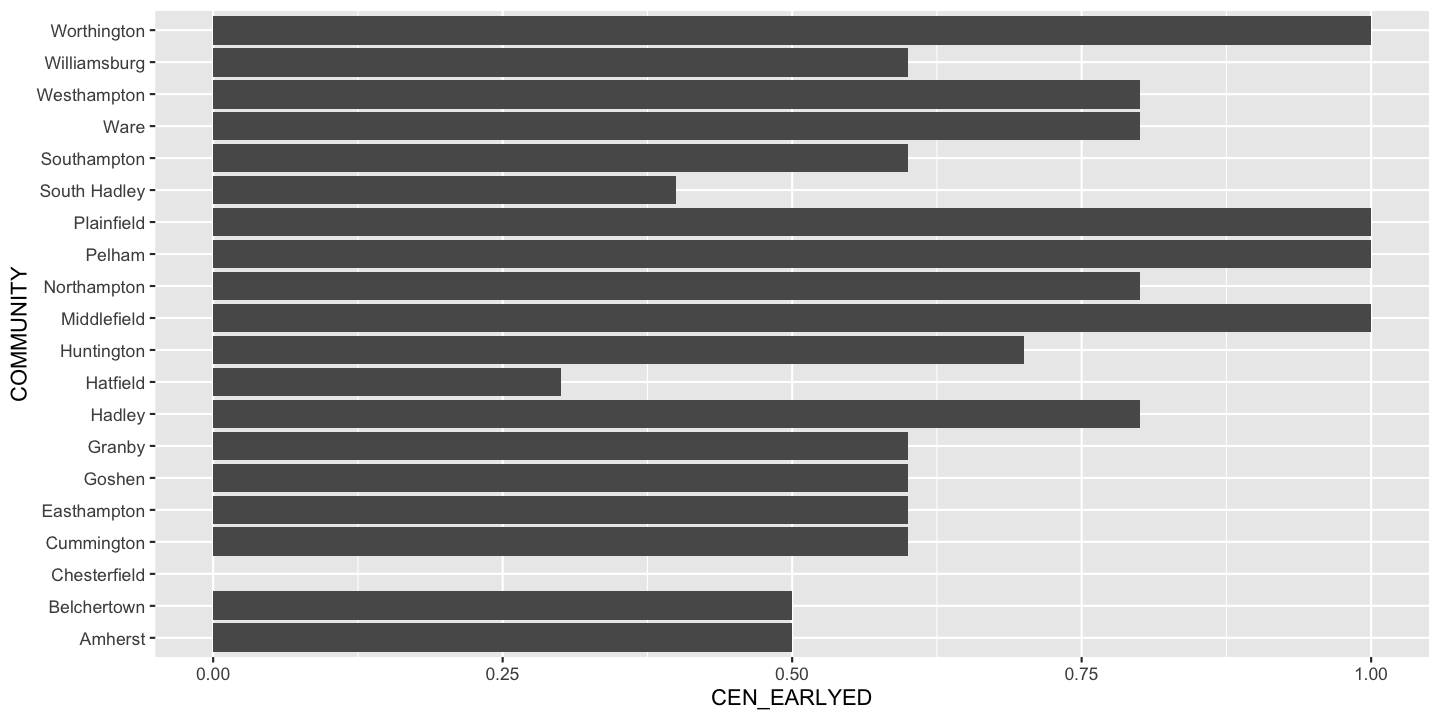 COMMUNITY
Worthington
Williamsburg
Westhampton
Ware
Southampton
South Hadley
Plainfield
Pelham
Northampton
Middlefield
Huntington
Hatfield
Hadley
Granby
Goshen
Easthampton
Cummington
Chesterfield
Belchertown
Amherst
0.00 0.25 0.50 0.75 1.00
CEN_EARLYED